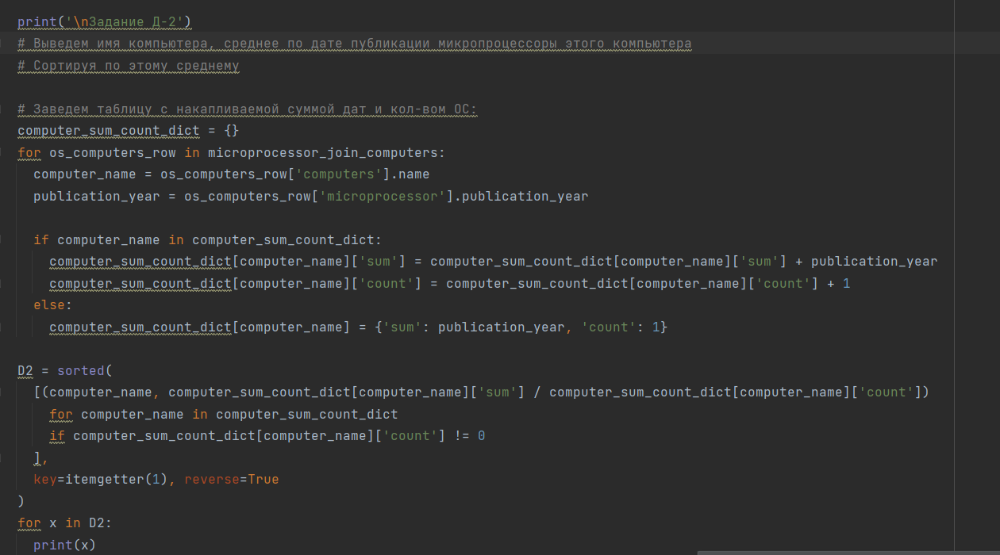 print('\nЗадание Д-2')
# Выведем имя компьютера, среднее по дате публикации микропроцессоры этого компьютера
# Сортируя по этому среднему
# Заведем таблицу с накапливаемой суммой дат и кол-вом ОС:
computer_sum_count_dict = {}
for os_computers_row in microprocessor_join_computers:
  computer_name = os_computers_row['computers'].name
  publication_year = os_computers_row['microprocessor'].publication_year
  if computer_name in computer_sum_count_dict:
    computer_sum_count_dict[computer_name]['sum'] = computer_sum_count_dict[computer_name]['sum'] + publication_year
    computer_sum_count_dict[computer_name]['count'] = computer_sum_count_dict[computer_name]['count'] + 1
  else:
    computer_sum_count_dict[computer_name] = {'sum': publication_year, 'count': 1}
D2 = sorted(
  [(computer_name, computer_sum_count_dict[computer_name]['sum'] / computer_sum_count_dict[computer_name]['count'])
    for computer_name in computer_sum_count_dict
    if computer_sum_count_dict[computer_name]['count'] != 0
  ],
  key=itemgetter(1), reverse=True
)
for x in D2:
  print(x)